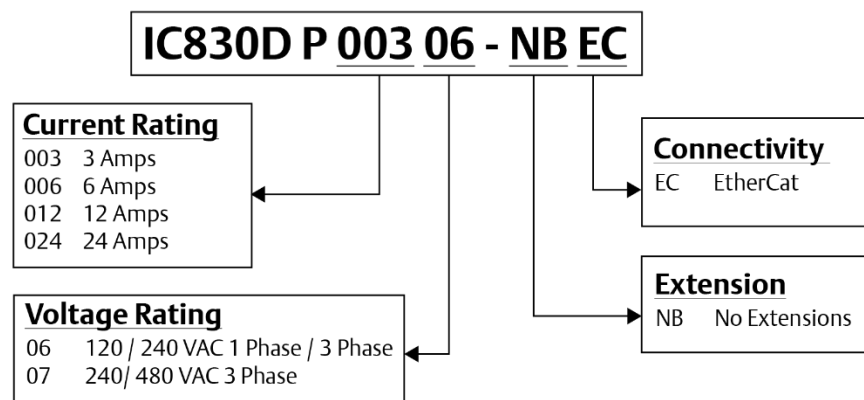 IC830D P 003 06 - NB EC
Current Rating
003 3 Amps
006 6 Amps
012 12 Amps
024 24 Amps
Connectivity
EC EtherCat
Voltage Rating
06 120 / 240 VAC 1 Phase / 3 Phase
07 240/ 480 VAC 3 Phase
Extension
NB No Extensions